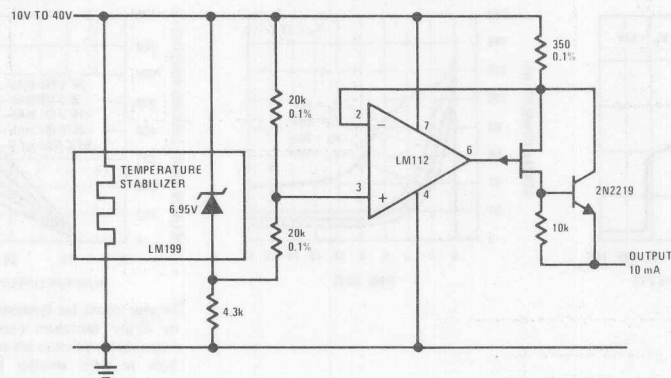 10V TO 40V
350
0.1%
20k
0.1%
2
7
LM112
6
3
4
TEMPERATURE
STABILIZER
6.95V
LM199
20k
0.1%
2N2219
10k
OUTPUT
10 mA
4.3k